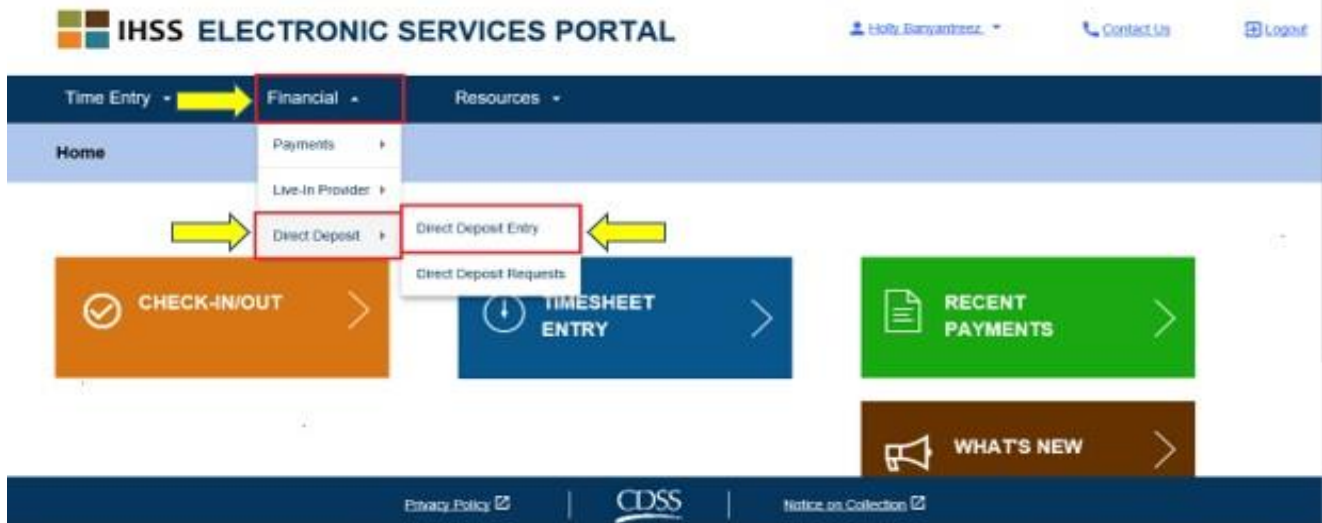 IHSS ELECTRONIC SERVICES PORTAL
Holly Banyantreez
Contact Us
Logout
Time Entry
Financial
Resources
Home
Payments
Live-In Provider
Direct Deposit
Direct Deposit Entry
Direct Deposit Requests
CHECK-IN/OUT
TIMESHEET
ENTRY
RECENT
PAYMENTS
WHAT'S NEW
Privacy Policy
CDSS
Notice on Collection